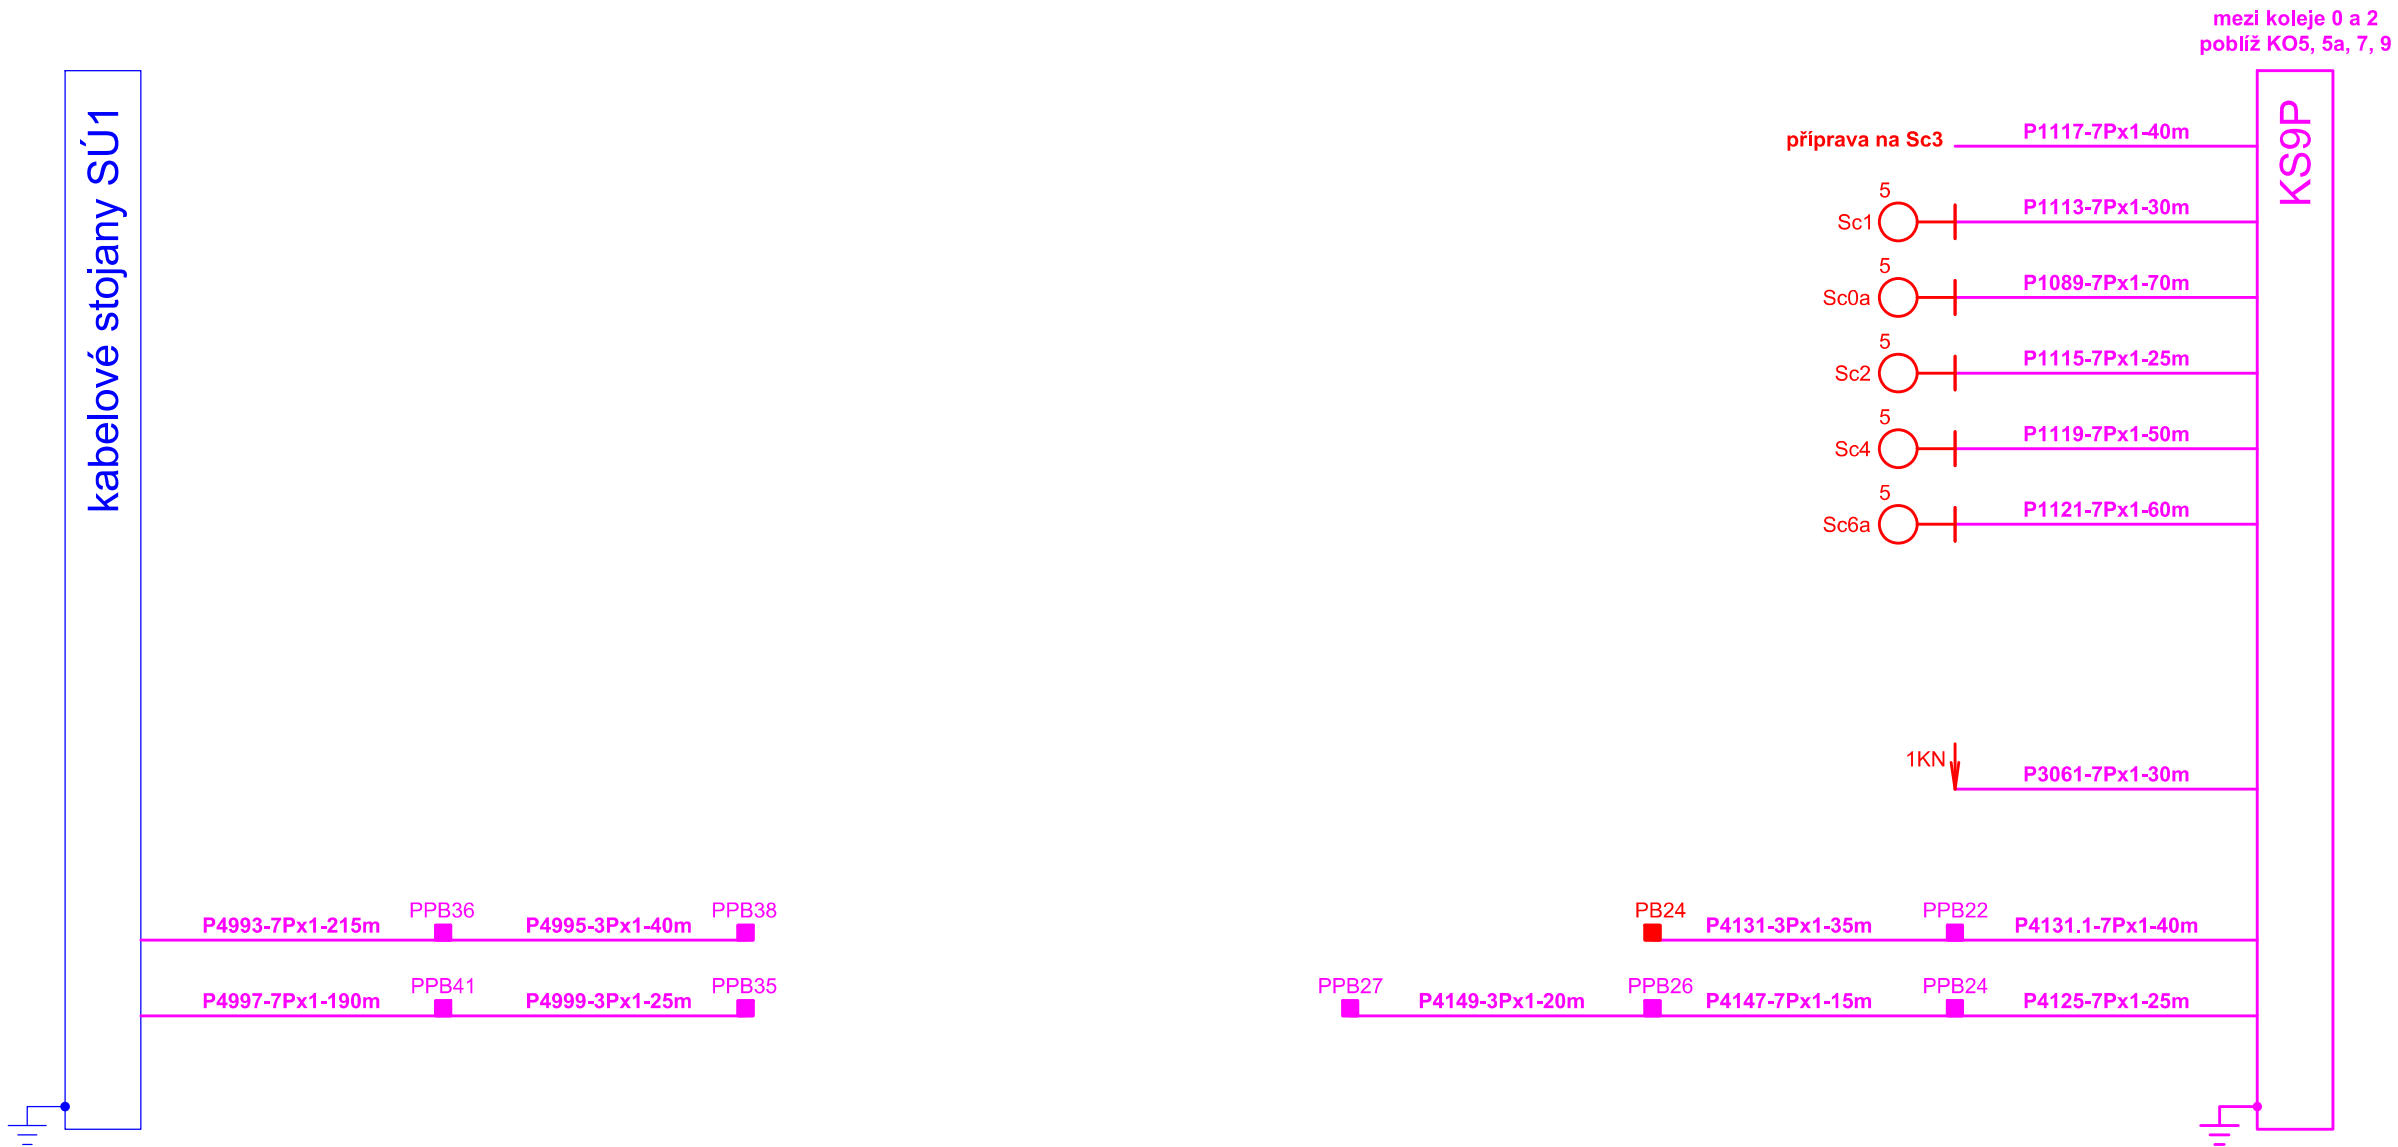 mezi koleje 0 a 2
poblíž KO5, 5a, 7, 9
kabelové stojany SÚ1
KS9P
příprava na Sc3
P1117-7Px1-40m
5
Sc1
P1113-7Px1-30m
5
Sc0a
P1089-7Px1-70m
5
Sc2
P1115-7Px1-25m
5
Sc4
P1119-7Px1-50m
5
Sc6a
P1121-7Px1-60m
1KN
P3061-7Px1-30m
P4993-7Px1-215m
PPB36
P4995-3Px1-40m
PPB38
PB24
P4131-3Px1-35m
PPB22
P4131.1-7Px1-40m
P4997-7Px1-190m
PPB41
P4999-3Px1-25m
PPB35
PPB27
P4149-3Px1-20m
PPB26
P4147-7Px1-15m
PPB24
P4125-7Px1-25m